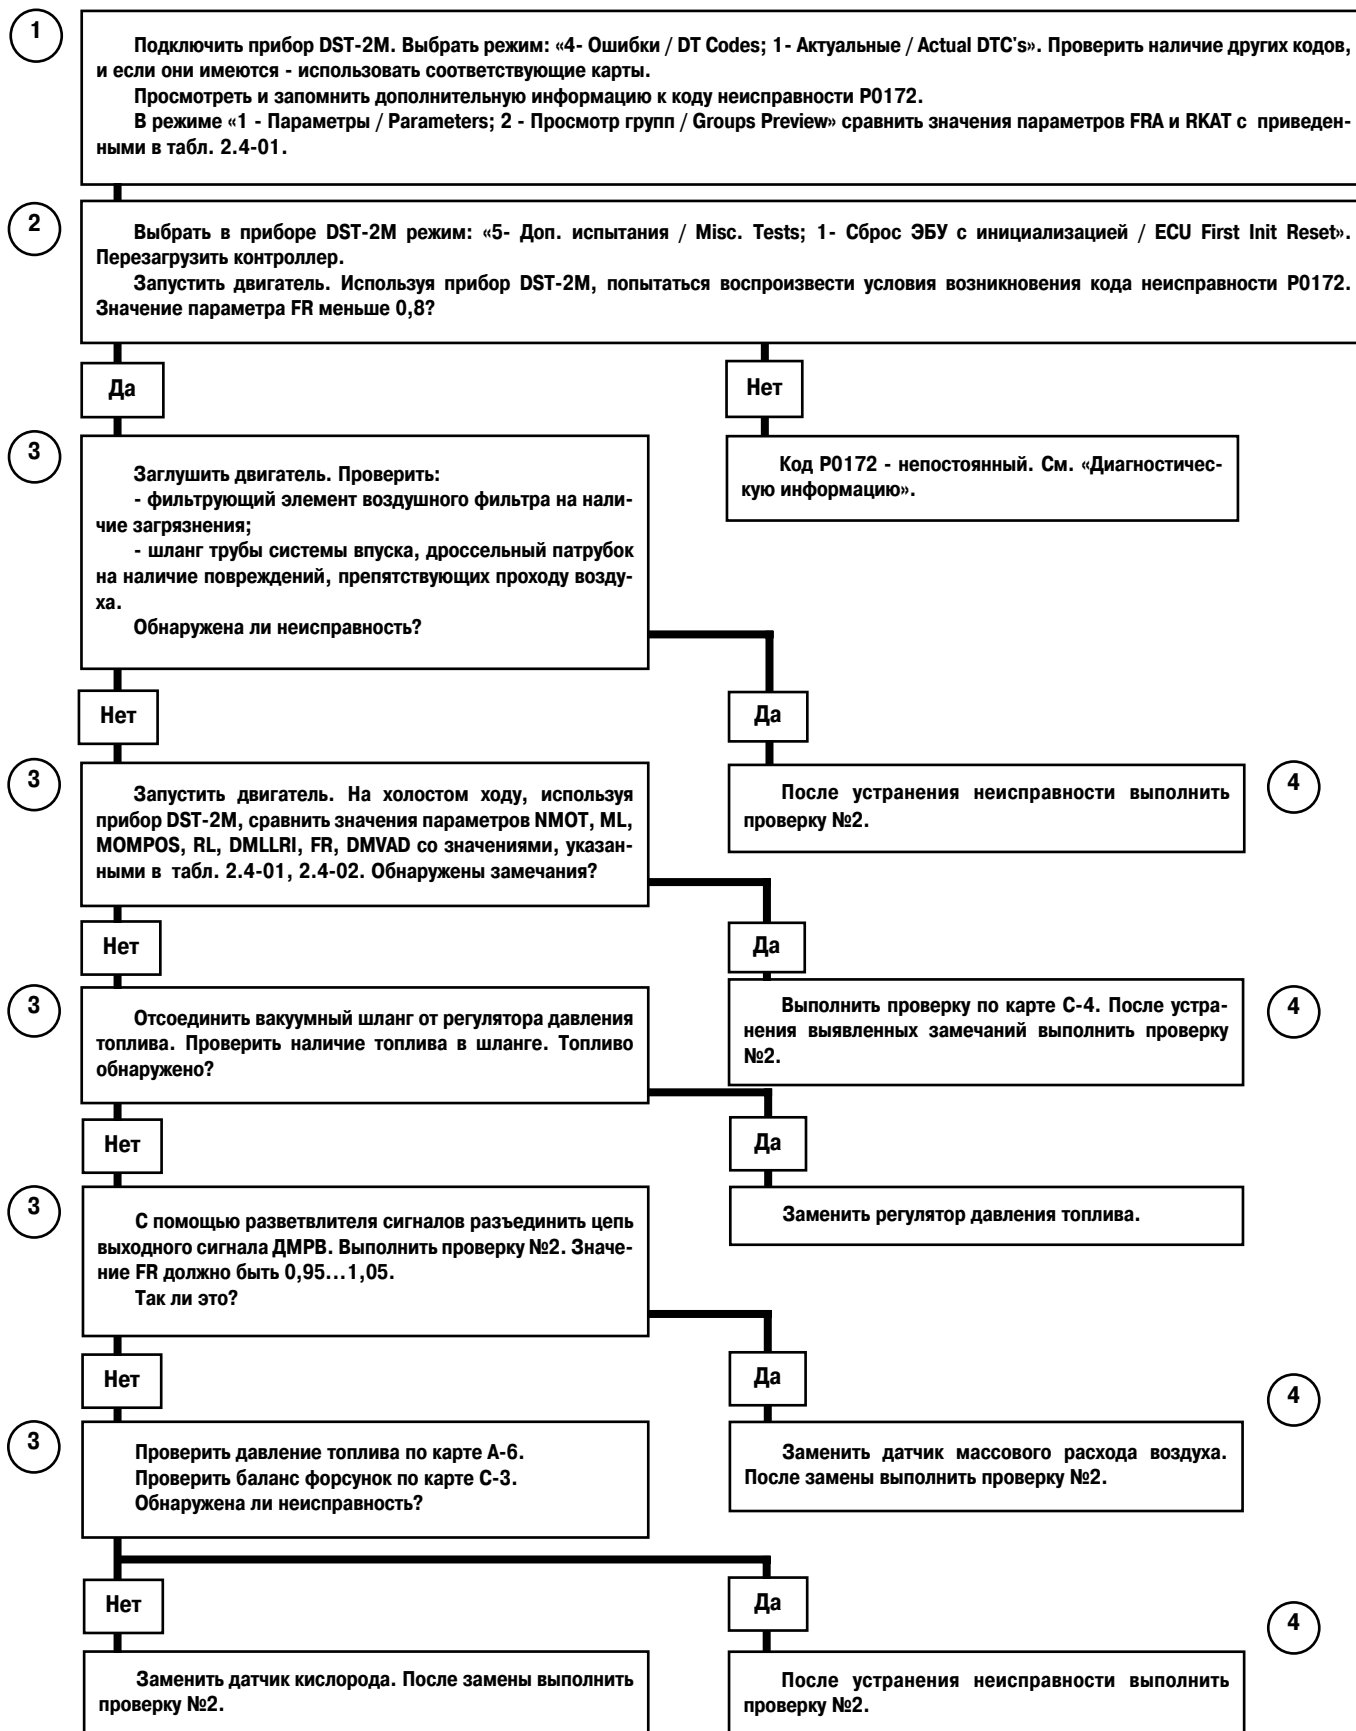 1
Подключить прибор DST-2M. Выбрать режим: «4- Ошибки / DT Codes; 1- Актуальные / Actual DTC's». Проверить наличие других кодов,
и если они имеются - использовать соответствующие карты.
Просмотреть и запомнить дополнительную информацию к коду неисправности P0172.
В режиме «1 - Параметры / Parameters; 2 - Просмотр групп / Groups Preview» сравнить значения параметров FRA и RKAT с приведен-
ными в табл. 2.4-01.
2
Выбрать в приборе DST-2M режим: «5- Доп. испытания / Misc. Tests; 1- Сброс ЭБУ с инициализацией / ECU First Init Reset».
Перезагрузить контроллер.
Запустить двигатель. Используя прибор DST-2M, попытаться воспроизвести условия возникновения кода неисправности P0172.
Значение параметра FR меньше 0,8?
Да
Нет
3
Заглушить двигатель. Проверить:
- фильтрующий элемент воздушного фильтра на нали-
чие загрязнения;
- шланг трубы системы впуска, дроссельный патрубок
на наличие повреждений, препятствующих проходу возду-
ха.
Обнаружена ли неисправность?
Код P0172 - непостоянный. См. «Диагностичес-
кую информацию».
Нет
Да
3
Запустить двигатель. На холостом ходу, используя
прибор DST-2M, сравнить значения параметров NMOT, ML,
MOMPOS, RL, DMLLRI, FR, DMVAD со значениями, указан-
ными в табл. 2.4-01, 2.4-02. Обнаружены замечания?
После устранения неисправности выполнить
проверку №2.
4
Нет
Да
3
Отсоединить вакуумный шланг от регулятора давления
топлива. Проверить наличие топлива в шланге. Топливо
обнаружено?
Выполнить проверку по карте С-4. После устра-
нения выявленных замечаний выполнить проверку
№2.
4
Нет
Да
3
С помощью разветвителя сигналов разъединить цепь
выходного сигнала ДМРВ. Выполнить проверку №2. Значе-
ние FR должно быть 0,95...1,05.
Так ли это?
Заменить регулятор давления топлива.
Нет
Да
3
Проверить давление топлива по карте А-6.
Проверить баланс форсунок по карте С-3.
Обнаружена ли неисправность?
Заменить датчик массового расхода воздуха.
После замены выполнить проверку №2.
4
Нет
Да
Заменить датчик кислорода. После замены выполнить
проверку №2.
После устранения неисправности выполнить
проверку №2.
4